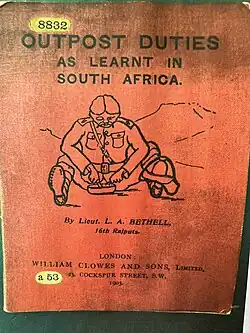 8832
OUTPOST DUTIES
AS LEARNT IN
SOUTH AFRICA.
By Lieut. L. A. BETHELL,
16th Rajputs.
LONDON:
WILLIAM CLOWES AND SONS, LIMITED,
a 53
23, COCKSPUR STREET, S.W.
1903.